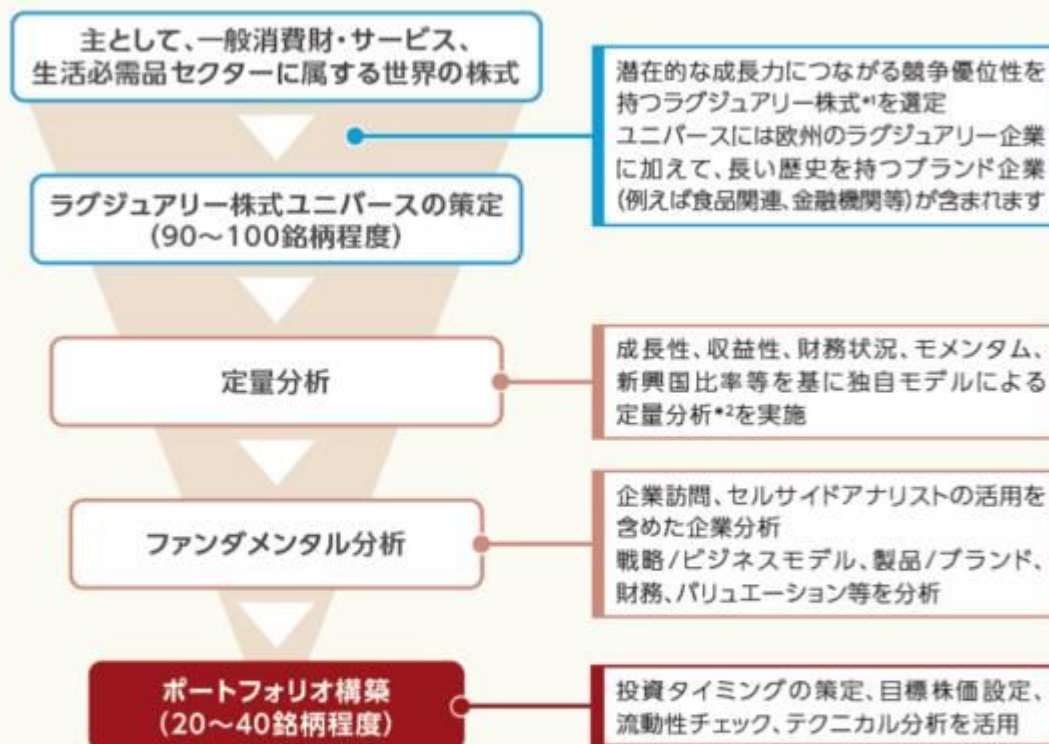 主として、一般消費財・サービス、
生活必需品セクターに属する世界の株式
潜在的な成長力につながる競争優位性を
持つラグジュアリー株式*1を選定
ユニバースには欧州のラグジュアリー企業
に加えて、長い歴史を持つブランド企業
(例えば食品関連、金融機関等)が含まれます
ラグジュアリー株式ユニバースの策定
(90～100銘柄程度)
定量分析
成長性、収益性、財務状況、モメンタム、
新興国比率等を基に独自モデルによる
定量分析*2を実施
ファンダメンタル分析
企業訪問、セルサイドアナリストの活用を
含めた企業分析
戦略/ビジネスモデル、製品/ブランド、
財務、バリュエーション等を分析
ポートフォリオ構築
(20～40銘柄程度)
投資タイミングの策定、目標株価設定、
流動性チェック、テクニカル分析を活用